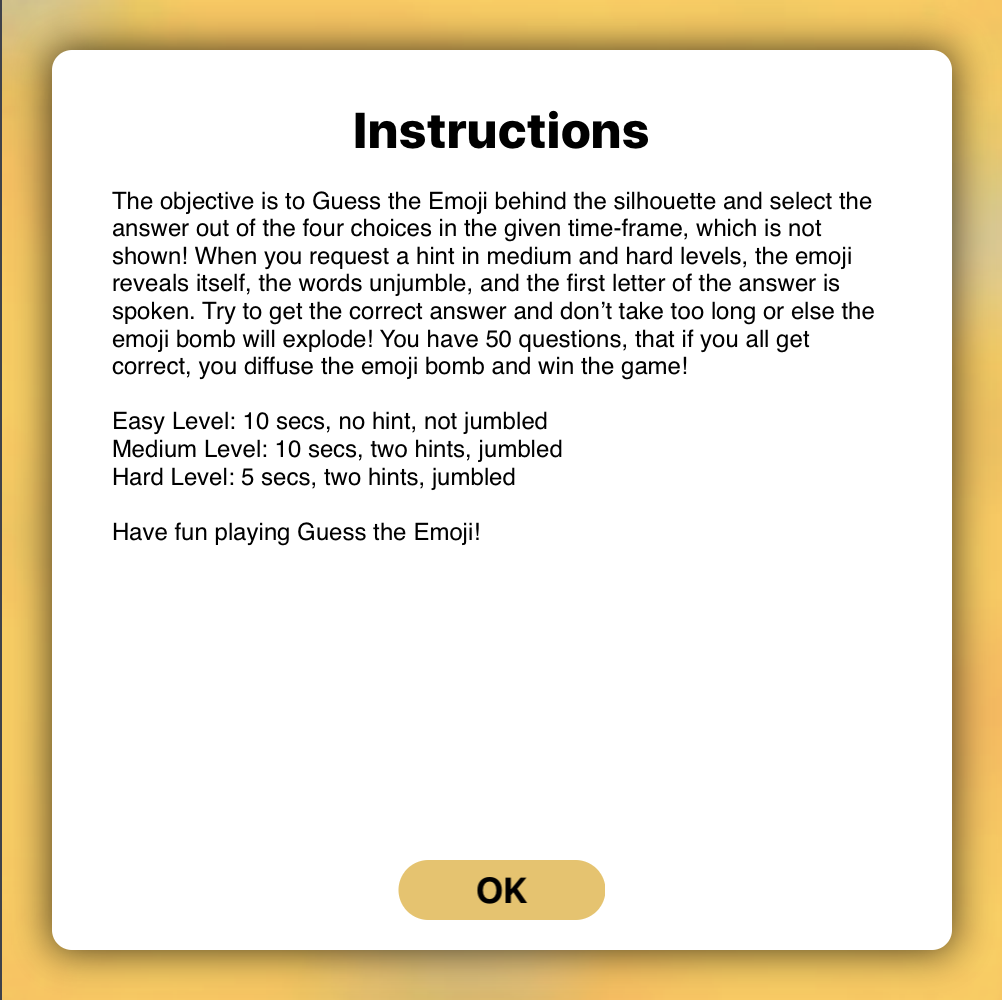 Instructions
The objective is to Guess the Emoji behind the silhouette and select the
answer out of the four choices in the given time-frame, which is not
shown! When you request a hint in medium and hard levels, the emoji
reveals itself, the words unjumble, and the first letter of the answer is
spoken. Try to get the correct answer and don’t take too long or else the
emoji bomb will explode! You have 50 questions, that if you all get
correct, you diffuse the emoji bomb and win the game!
Easy Level: 10 secs, no hint, not jumbled
Medium Level: 10 secs, two hints, jumbled
Hard Level: 5 secs, two hints, jumbled
Have fun playing Guess the Emoji!
OK